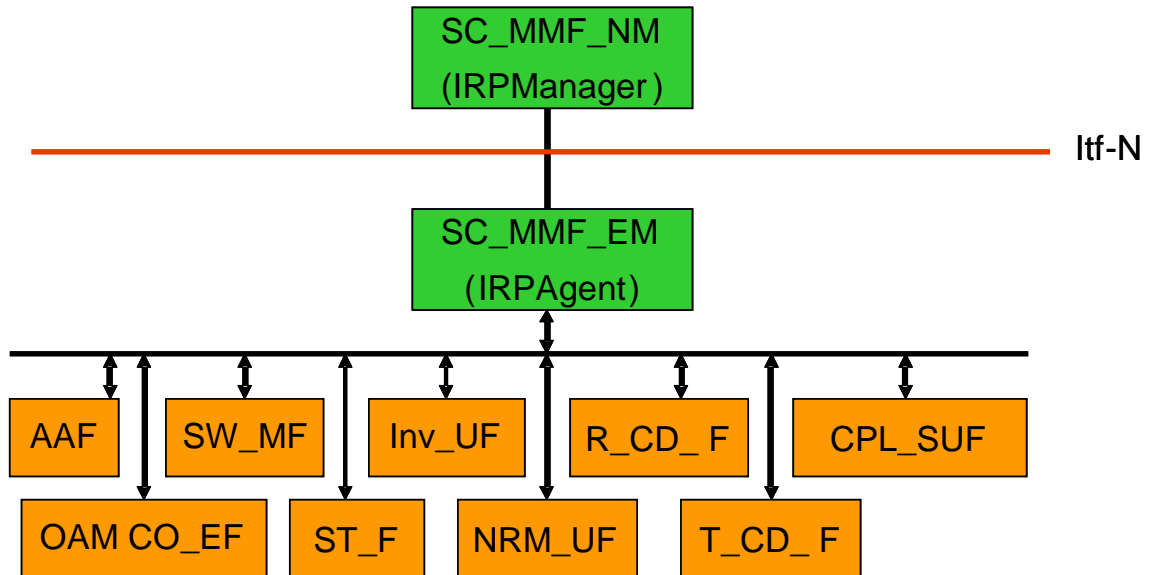 SC_MMF_NM
(IRPManager)
Itf-N
SC_MMF_EM
(IRPAgent)
AAF
SW_MF
Inv_UF
R_CD_ F
CPL_SUF
OAM CO_EF
ST_F
NRM_UF
T_CD_ F